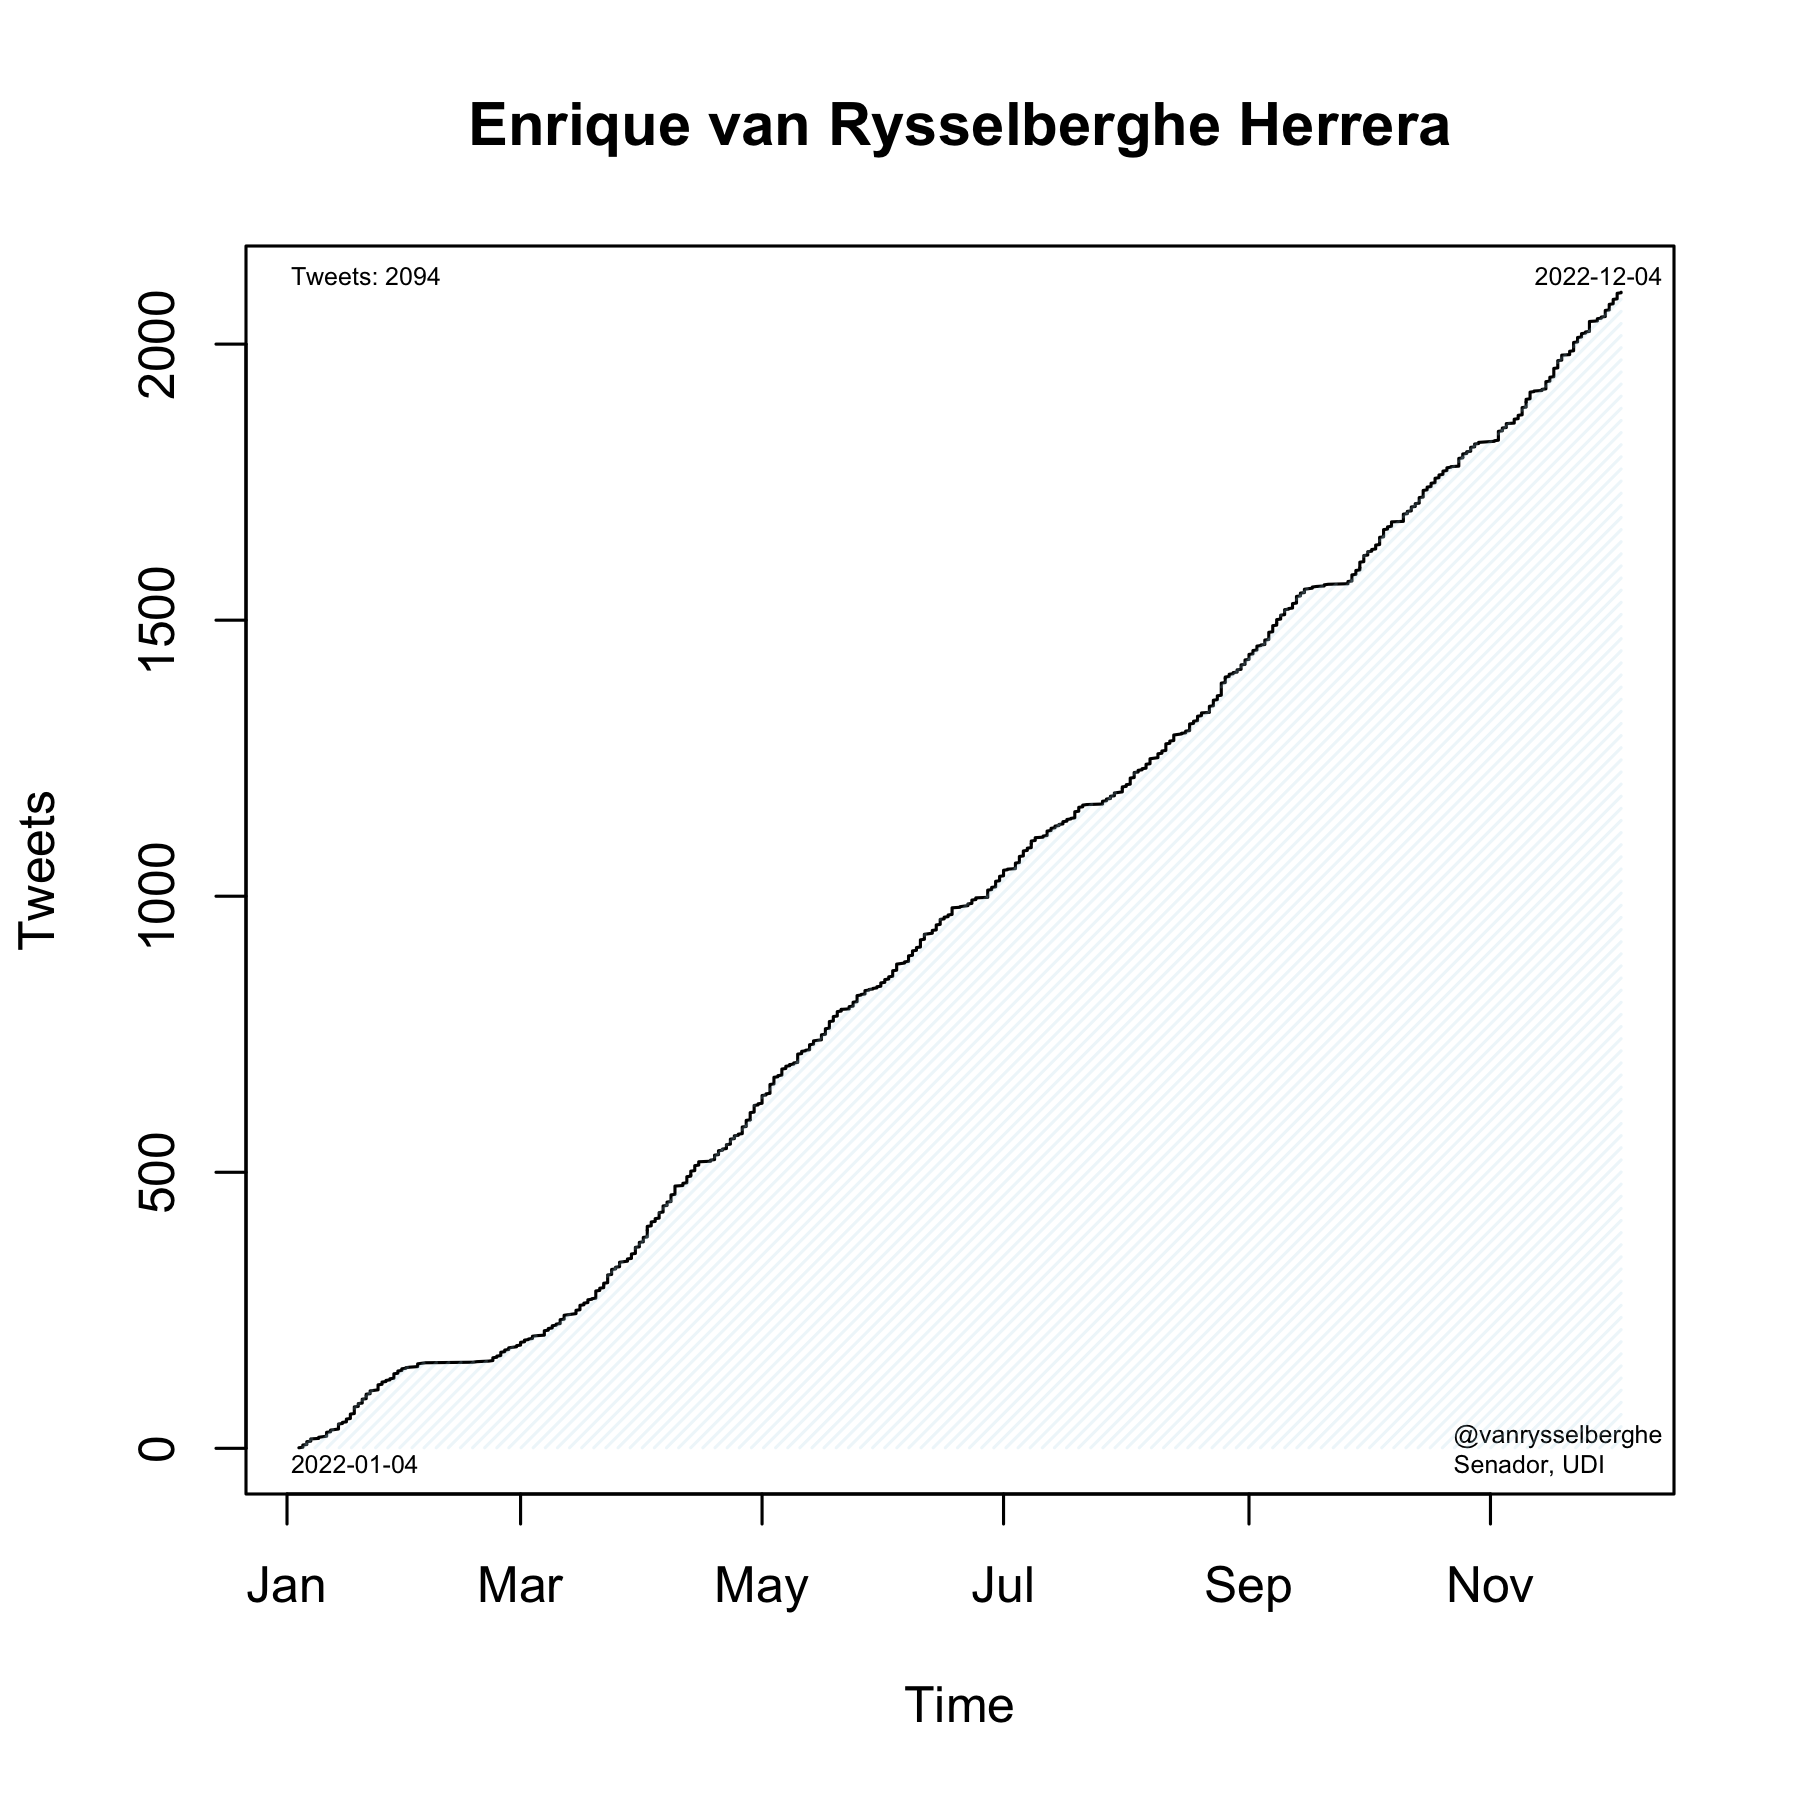 Enrique van Rysselberghe Herrera
Tweets: 2094
2022-12-04
2000
1500
1000
500
0
Tweets
@vanrysselberghe
Senador, UDI
2022-01-04
Jan Mar May Jul Sep Nov
Time